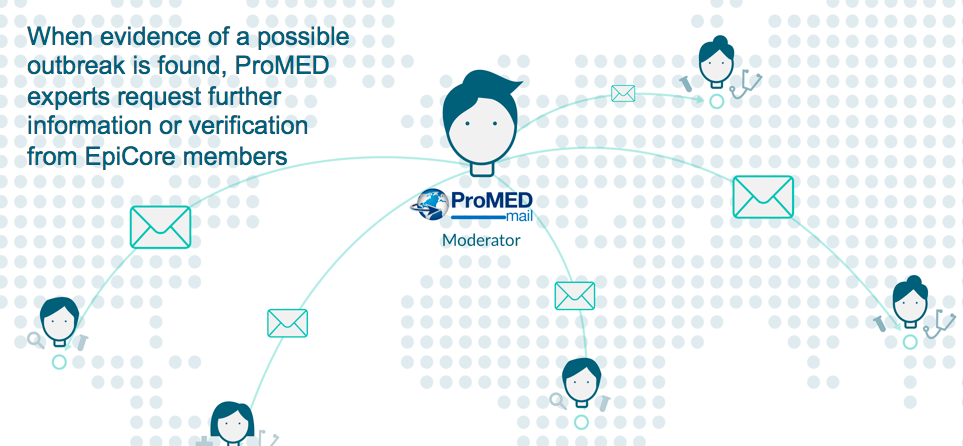 When evidence of a possible
outbreak is found, ProMED
experts request further
information or verification
from EpiCore members
ProMED
mail
Moderator